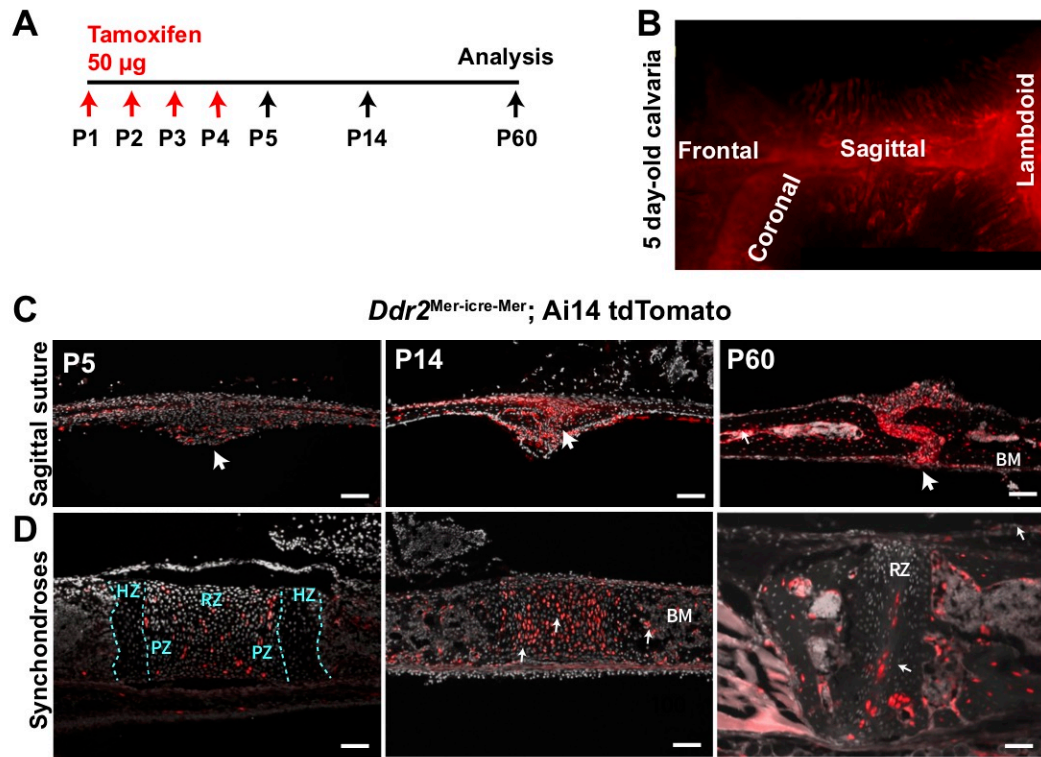 A
Tamoxifen
50 µg
Analysis
P1 P2 P3 P4 P5 P14 P60
B
5 day-old calvaria
Frontal
Sagittal
Coronal
Lambdoid
C
Ddr2Mer-icre-Mer; Ai14 tdTomato
Sagittal suture
P5
P14
P60
BM
D
Synchondroses
HZ RZ HZ
PZ PZ
BM
RZ